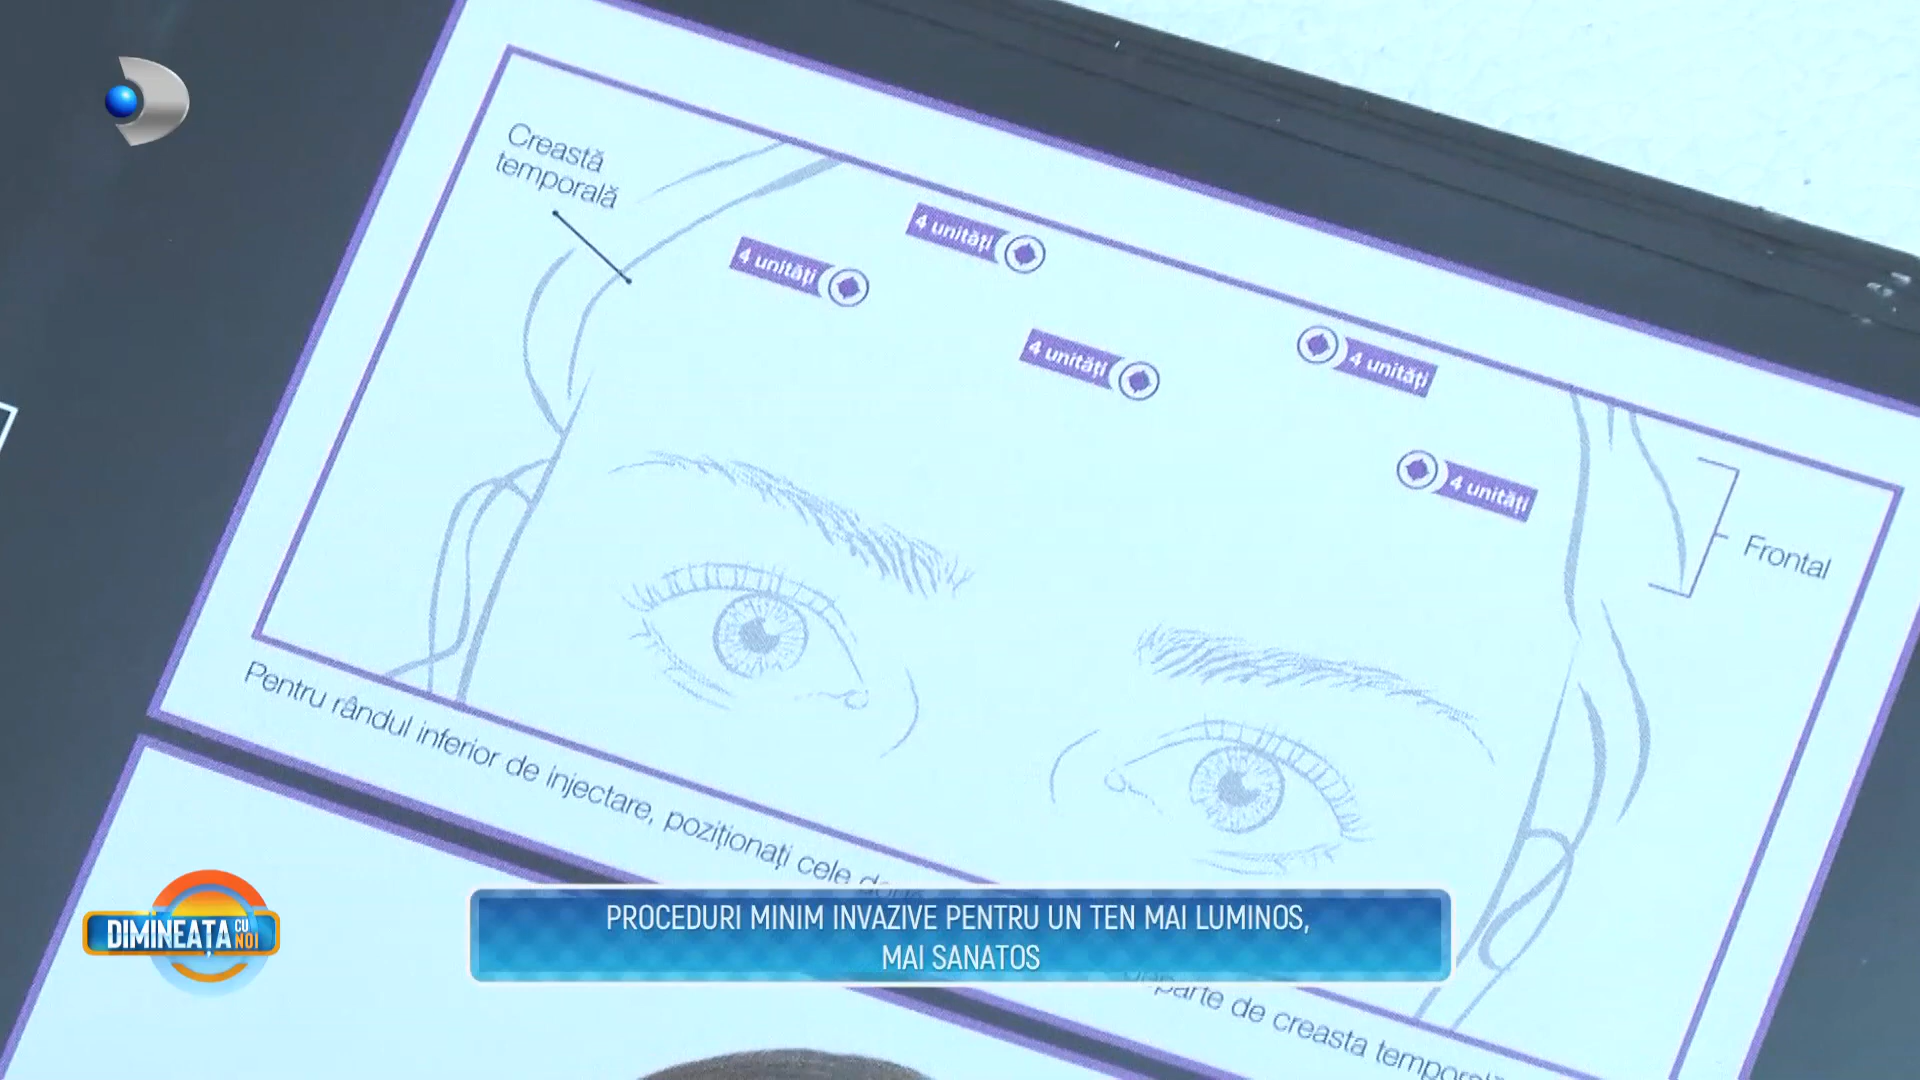 Creastă
temporală
4 unități
4 unități
4 unități
4 unități
4 unități
Frontal
Pentru rândul inferior de injectare, poziționați cele
departe de creasta
DIMINEAȚA CU NOI
PROCEDURI MINIM INVAZIVE PENTRU UN TEN MAI LUMINOS,
MAI SANATOS